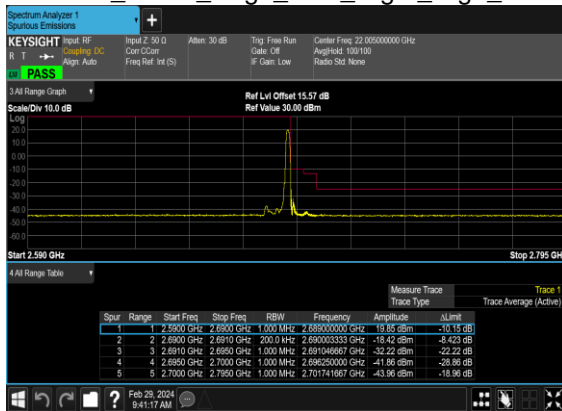 Spectrum Analyzer 1
Spurious Emissions
KEYSIGHT Input: RF Input Z: 50 Ω Atten: 30 dB Trig: Free Run Center Freq: 22.005000000 GHz
R T Coupling: DC Corr CCorr Gate: Off Avg|Hold: 100/100
Align: Auto Freq Ref: Int (S) IF Gain: Low Radio Std: None
PASS
3 All Range Graph
Ref Lvl Offset 15.57 dB
Scale/Div 10.0 dB Ref Value 30.00 dBm
Log
20.0
10.0
0.00
-10.0
-20.0
-30.0
-40.0
-50.0
-60.0
Start 2.590 GHz Stop 2.795 GH
4 All Range Table
Measure Trace Trace 1
Trace Type Trace Average (Active)
Spur Range Start Freq Stop Freq RBW Frequency Amplitude ΔLimit
1 1 2.5900 GHz 2.6900 GHz 1.000 MHz 2.689000000 GHz 19.85 dBm -10.15 dB
2 2 2.6900 GHz 2.6910 GHz 200.0 kHz 2.690003333 GHz -18.42 dBm -8.423 dB
3 3 2.6910 GHz 2.6950 GHz 1.000 MHz 2.691046667 GHz -32.22 dBm -22.22 dB
4 4 2.6950 GHz 2.7000 GHz 1.000 MHz 2.696250000 GHz -41.86 dBm -28.86 dB
5 5 2.7000 GHz 2.7950 GHz 1.000 MHz 2.701741667 GHz -43.96 dBm -18.96 dB
Feb 29, 2024
9:41:17 AM